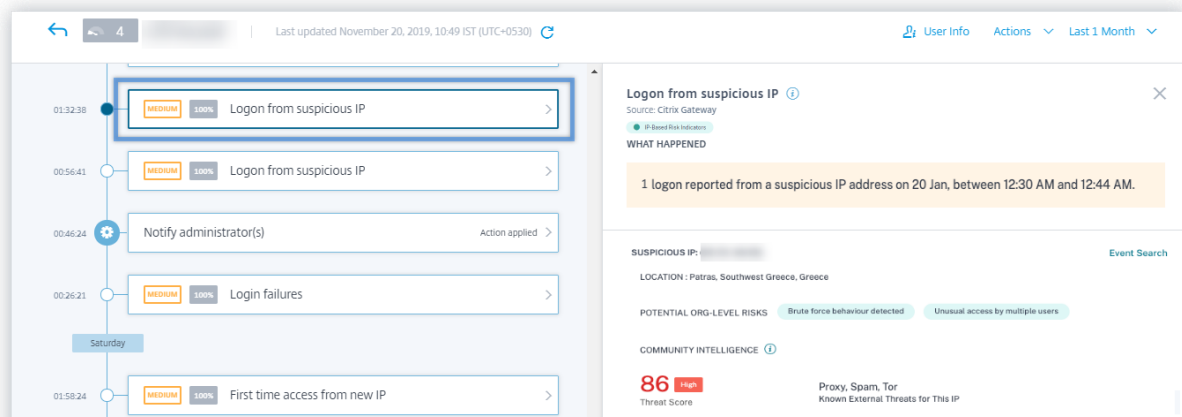 4
Last updated November 20, 2019, 10:49 IST (UTC+0530)
User Info
Actions
Last 1 Month
01:32:38
MEDIUM 100% Logon from suspicious IP
00:56:41
MEDIUM 100% Logon from suspicious IP
00:46:24
Notify administrator(s) Action applied
00:26:21
MEDIUM 100% Login failures
Saturday
01:58:24
MEDIUM 100% First time access from new IP
Logon from suspicious IP
Source: Citrix Gateway
IP-Based Risk Indicators
WHAT HAPPENED
1 logon reported from a suspicious IP address on 20 Jan, between 12:30 AM and 12:44 AM.
SUSPICIOUS IP:
Event Search
LOCATION : Patras, Southwest Greece, Greece
POTENTIAL ORG-LEVEL RISKS Brute force behaviour detected Unusual access by multiple users
COMMUNITY INTELLIGENCE
86 High
Threat Score
Proxy, Spam, Tor
Known External Threats for This IP